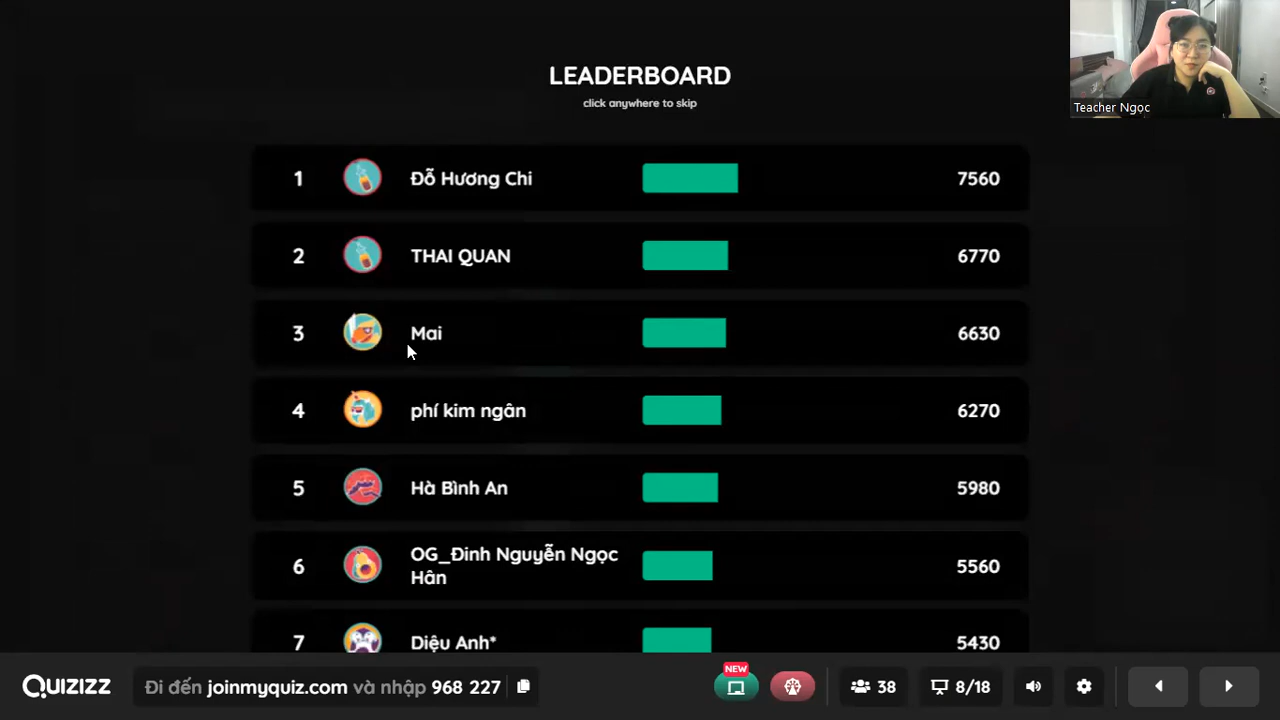 Teacher Ngọc
LEADERBOARD
click anywhere to skip
1 Đỗ Hương Chi 7560
2 THAI QUAN 6770
3 Mai 6630
4 phí kim ngân 6270
5 Hà Bình An 5980
6 OG_Đinh Nguyễn Ngọc
Hân 5560
7 Diệu Anh* 5430
NEW
QUIZIZZ Đi đến joinmyquiz.com và nhập 968 227 38 8/18